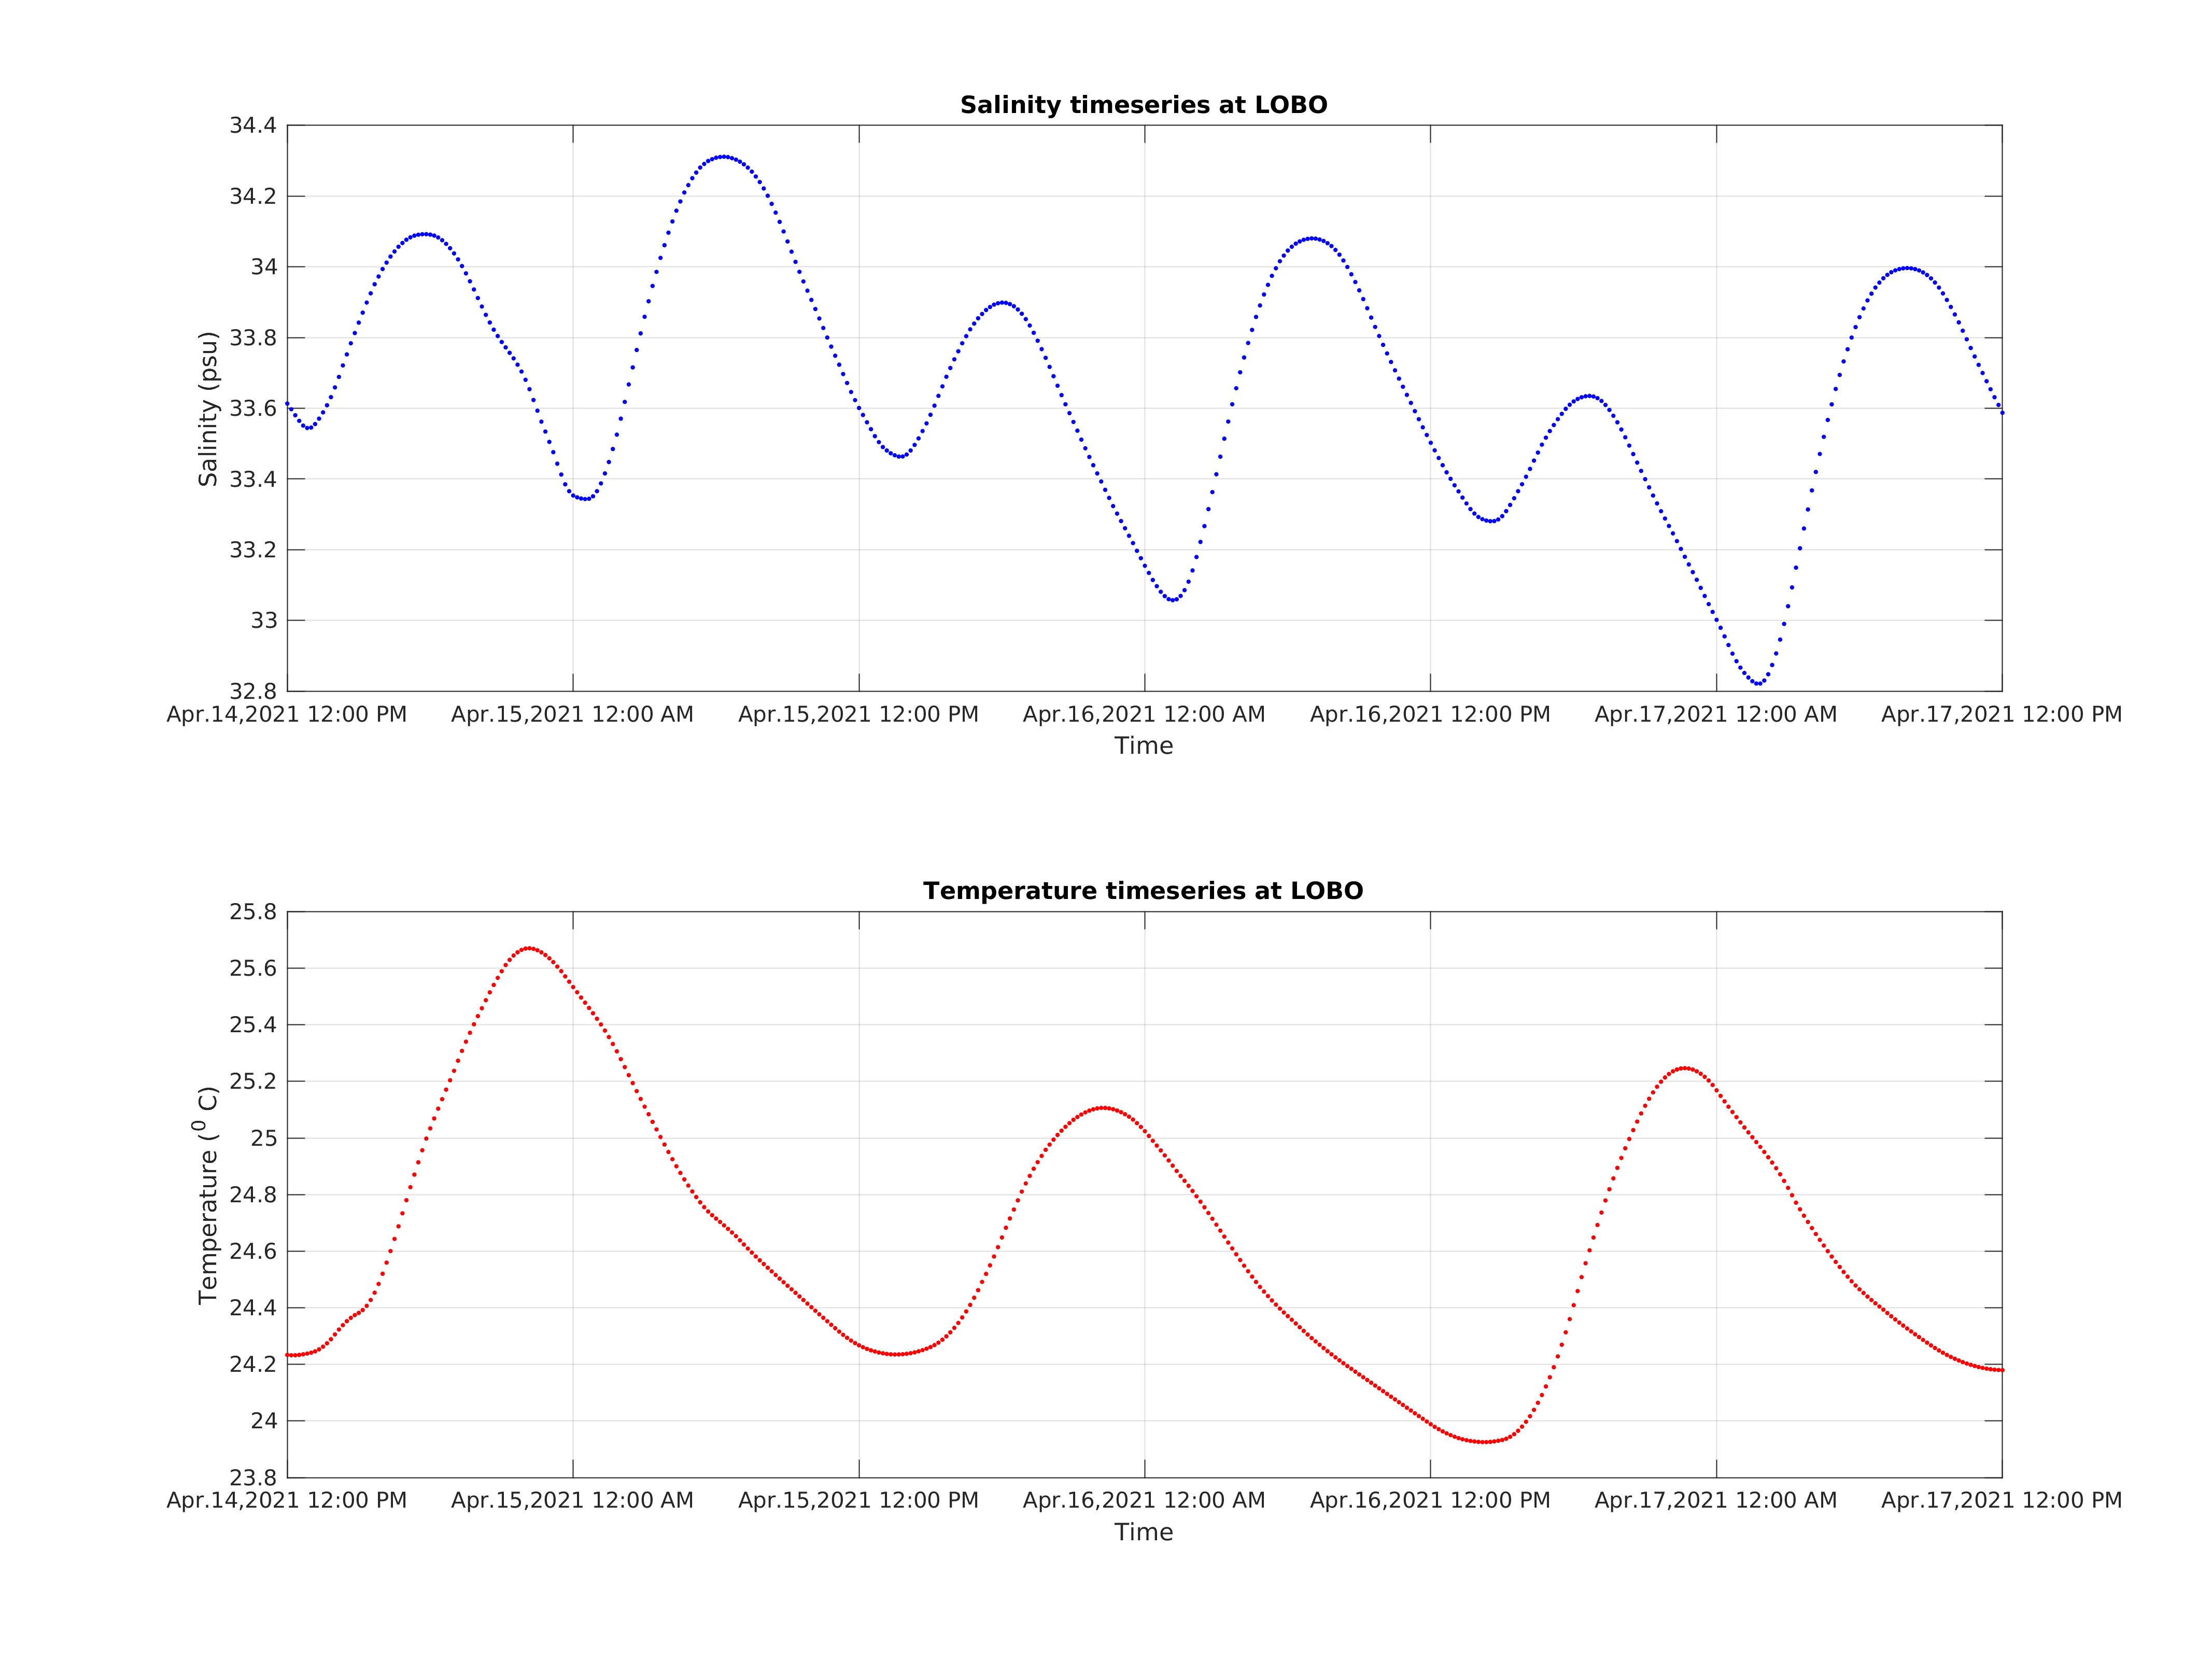 Salinity timeseries at LOBO
34.4
34.2
34
33.8
33.6
33.4
33.2
33
32.8
Salinity (psu)
Apr.14,2021 12:00 PM Apr.15,2021 12:00 AM Apr.15,2021 12:00 PM Apr.16,2021 12:00 AM Apr.16,2021 12:00 PM Apr.17,2021 12:00 AM Apr.17,2021 12:00 PM
Time
Temperature timeseries at LOBO
25.8
25.6
25.4
25.2
25
24.8
24.6
24.4
24.2
24
23.8
Temperature (⁰ C)
Apr.14,2021 12:00 PM Apr.15,2021 12:00 AM Apr.15,2021 12:00 PM Apr.16,2021 12:00 AM Apr.16,2021 12:00 PM Apr.17,2021 12:00 AM Apr.17,2021 12:00 PM
Time